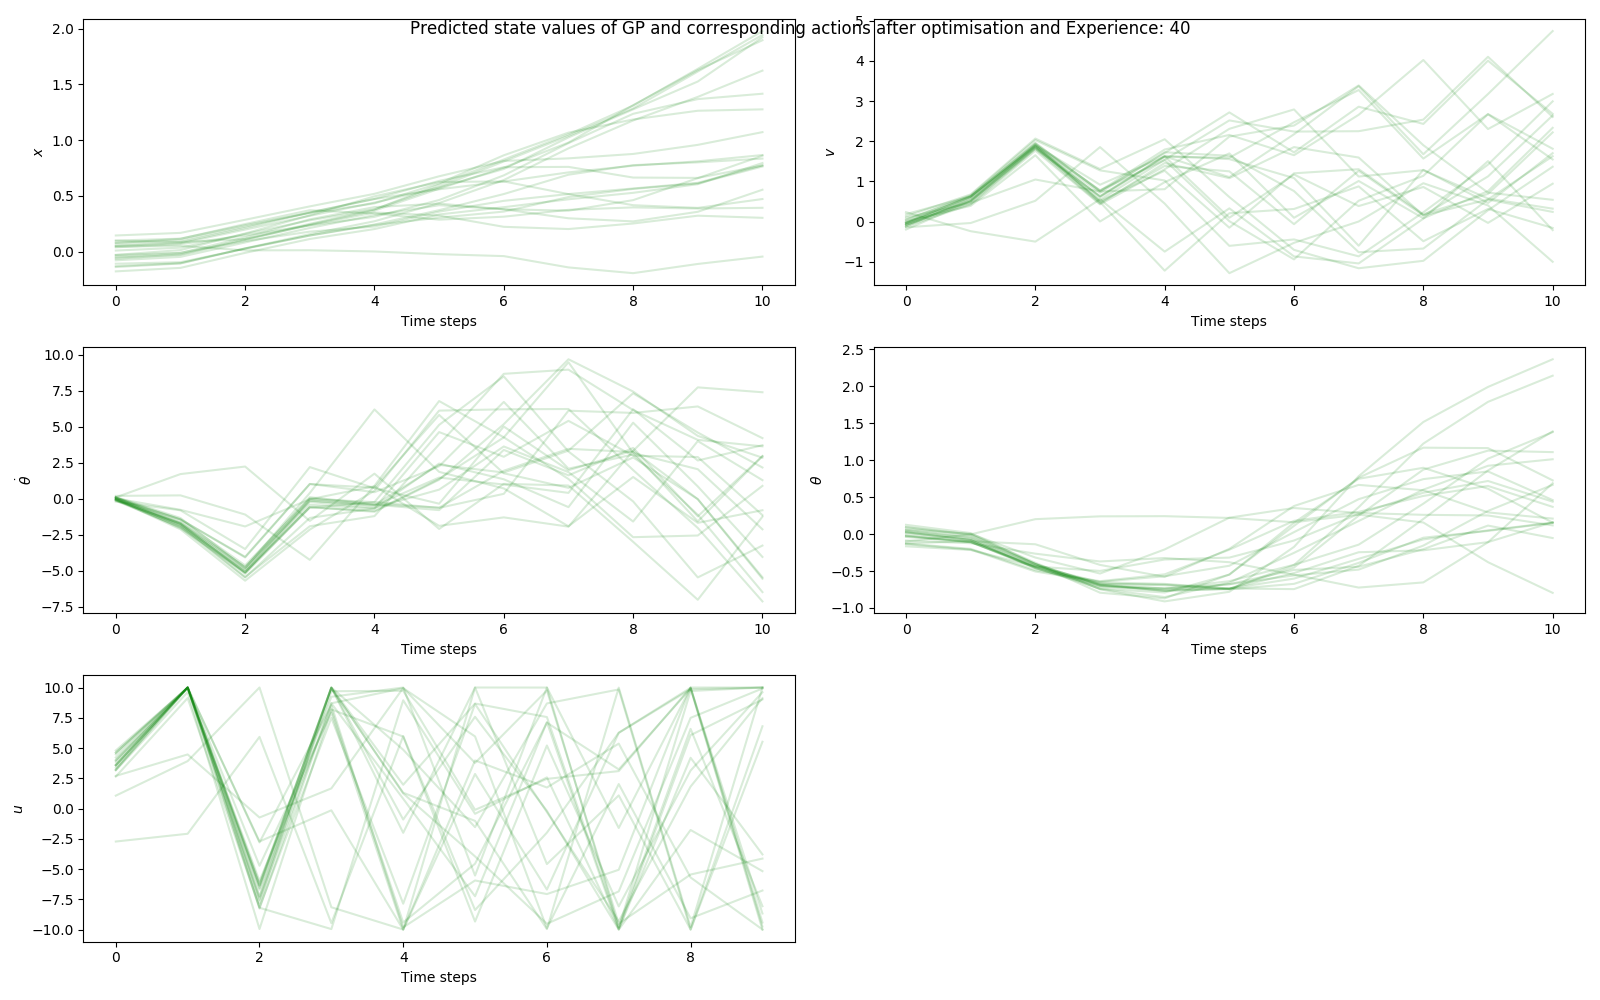 Predicted state values of GP and corresponding actions after optimisation and Experience: 40
2.0
1.5
1.0
0.5
0.0
x
0 2 4 6 8 10
Time steps
5
4
3
2
1
0
−1
v
0 2 4 6 8 10
Time steps
10.0
7.5
5.0
2.5
0.0
−2.5
−5.0
−7.5
θ̇
0 2 4 6 8 10
Time steps
2.5
2.0
1.5
1.0
0.5
0.0
−0.5
−1.0
θ
0 2 4 6 8 10
Time steps
10.0
7.5
5.0
2.5
0.0
−2.5
−5.0
−7.5
−10.0
u
0 2 4 6 8
Time steps